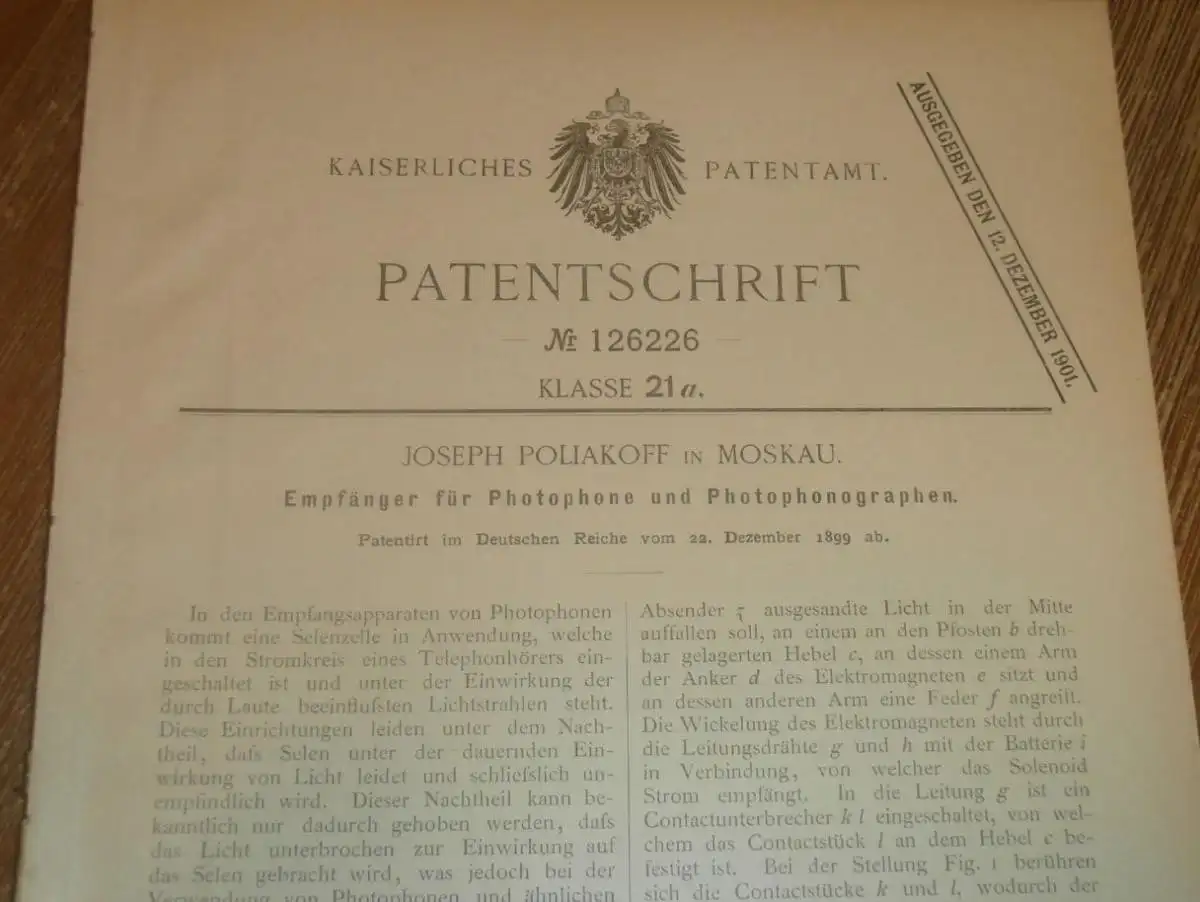 KAISERLICHES PATENTAMT.
AUSGEGEBEN DEN 12. DEZEMBER 1901.
PATENTSCHRIFT
— № 126226 —
KLASSE 21 a.
JOSEPH POLIAKOFF IN MOSKAU.
Empfänger für Photophone und Photophonographen.
Patentirt im Deutschen Reiche vom 22. Dezember 1899 ab.
In den Empfangsapparaten von Photophonen
kommt eine Selenzelle in Anwendung, welche
in den Stromkreis eines Telephonhörers ein-
geschaltet ist und unter der Einwirkung der
durch Laute beeinflußten Lichtstrahlen steht.
Diese Einrichtungen leiden unter dem Nach-
theil, daß Selen unter der dauernden Ein-
wirkung von Licht leidet und schließlich un-
empfindlich wird. Dieser Nachtheil kann be-
kanntlich nur dadurch gehoben werden, daß
das Licht unterbrochen zur Einwirkung auf
das Selen gebracht wird, was jedoch bei der
Verwendung von Photophonen und ähnlichen
Absender ausgesandte Licht in der Mitte
auffallen soll, an einem an den Pfosten b dreh-
bar gelagerten Hebel c, an dessen einem Arm
der Anker d des Elektromagneten e sitzt und
an dessen anderen Arm eine Feder f angreift.
Die Wickelung des Elektromagneten steht durch
die Leitungsdrähte g und h mit der Batterie i
in Verbindung, von welcher das Solenoid
Strom empfängt. In die Leitung g ist ein
Contactunterbrecher k l eingeschaltet, von wel-
chem das Contactstück l an dem Hebel c be-
festigt ist. Bei der Stellung Fig. 1 berühren
sich die Contactstücke k und l, wodurch der